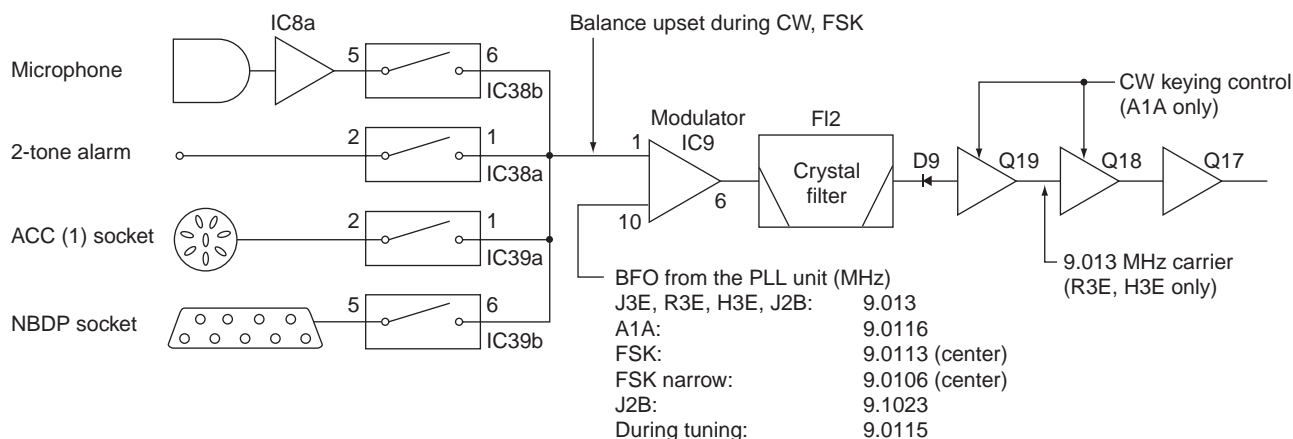 IC8a
Balance upset during CW, FSK
Microphone
5 6
IC38b
CW keying control
(A1A only)
Modulator
IC9
FI2
2-tone alarm
2 1
IC38a
1
10
6
Crystal
filter
D9
Q19
Q18
Q17
ACC (1) socket
2 1
IC39a
9.013 MHz carrier
(R3E, H3E only)
NBDP socket
5 6
IC39b
BFO from the PLL unit (MHz)
J3E, R3E, H3E, J2B: 9.013
A1A: 9.0116
FSK: 9.0113 (center)
FSK narrow: 9.0106 (center)
J2B: 9.1023
During tuning: 9.0115